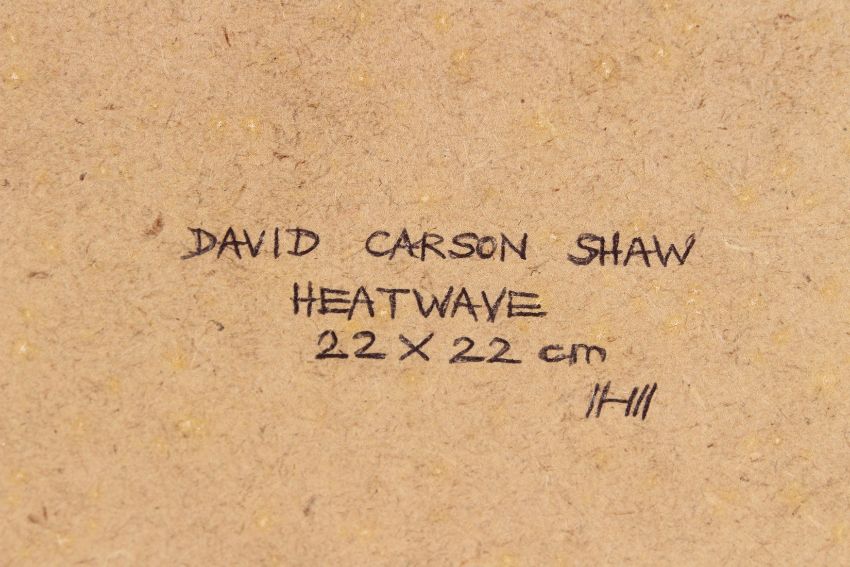 DAVID CARSON SHAW
HEATWAVE
22 X 22 cm